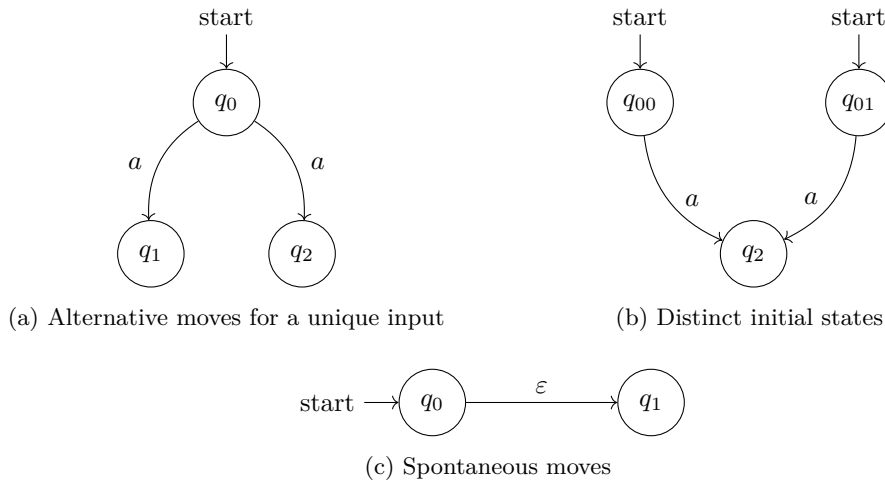 start start start
q₀ q₀₀ q₀₁
a a a a
q₁ q₂ q₂
(a) Alternative moves for a unique input (b) Distinct initial states
start q₀ ε q₁
(c) Spontaneous moves